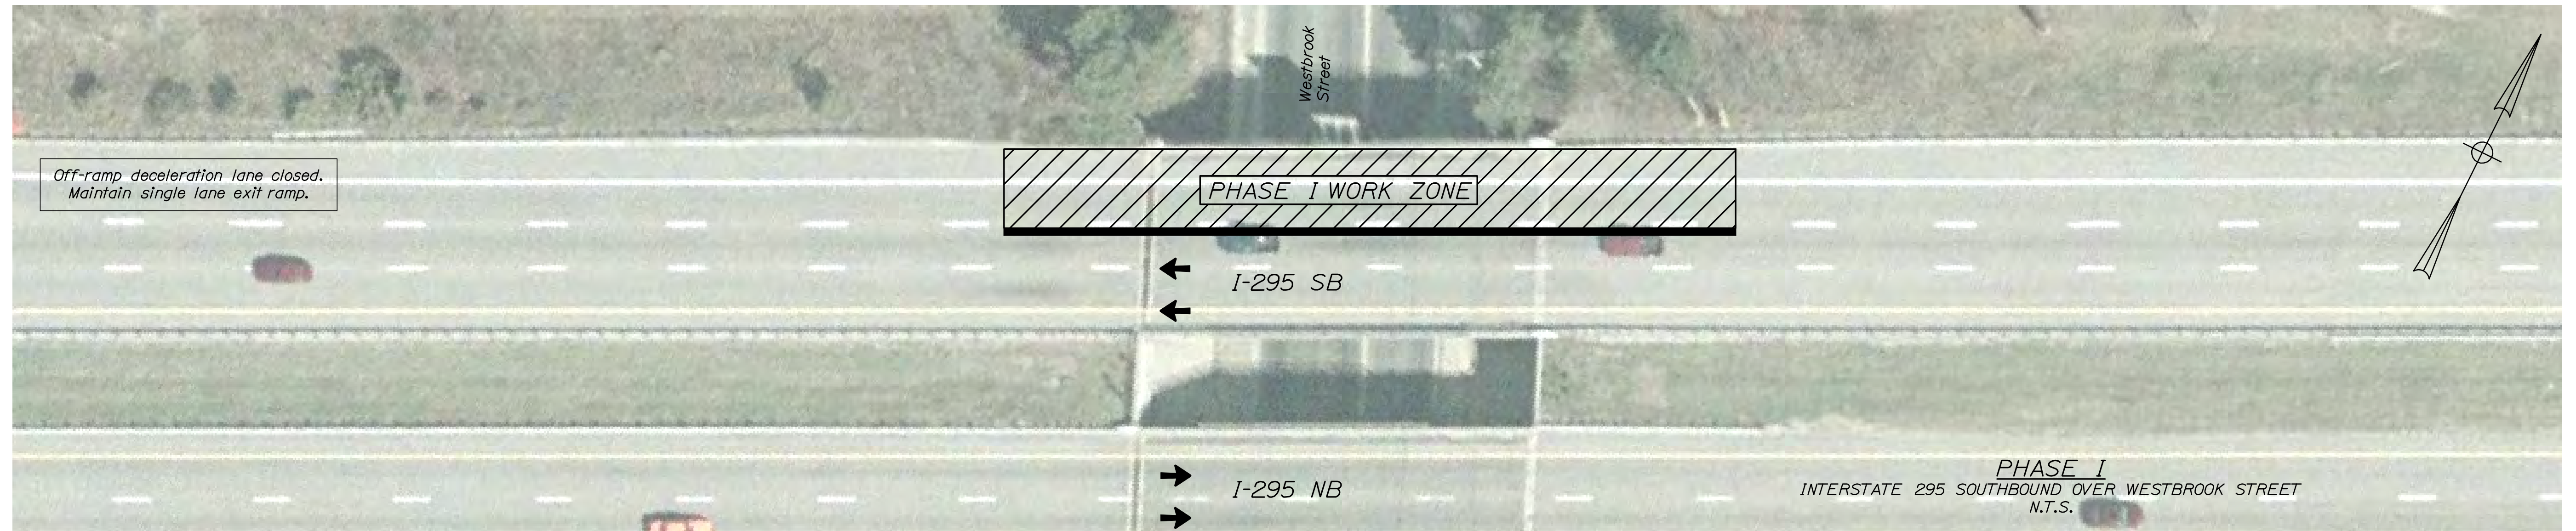 Westbrook
Street
Off-ramp deceleration lane closed.
Maintain single lane exit ramp.
PHASE I WORK ZONE
I-295 SB
I-295 NB
PHASE I
INTERSTATE 295 SOUTHBOUND OVER WESTBROOK STREET
N.T.S.